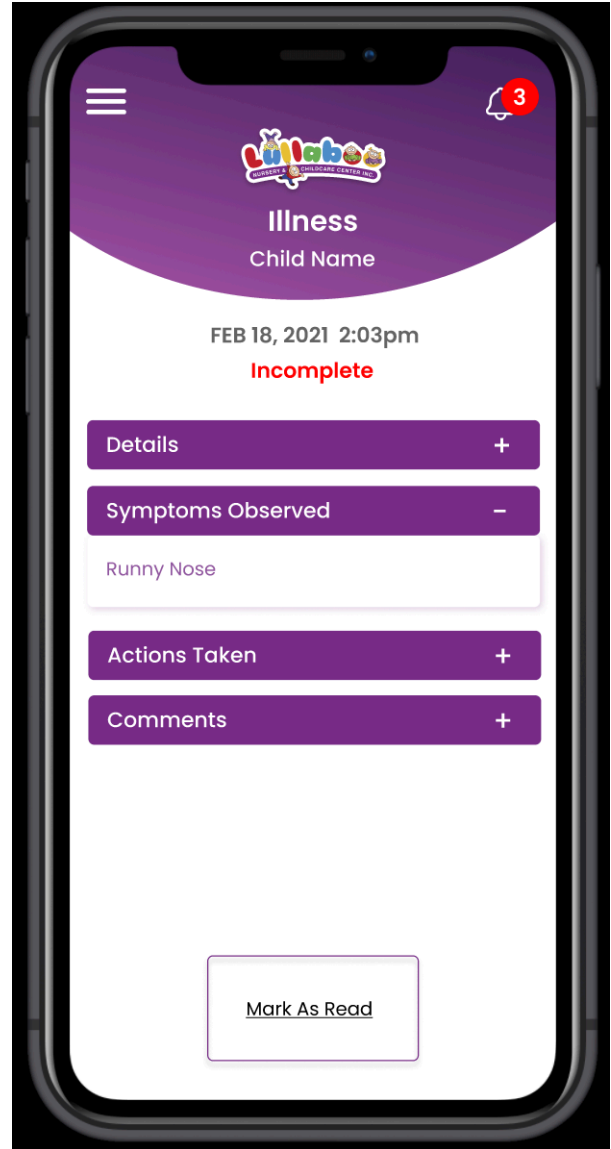 3
Lullaboo
NURSERY & CHILDCARE CENTER INC.
Illness
Child Name
FEB 18, 2021 2:03pm
Incomplete
Details +
Symptoms Observed -
Runny Nose
Actions Taken +
Comments +
Mark As Read